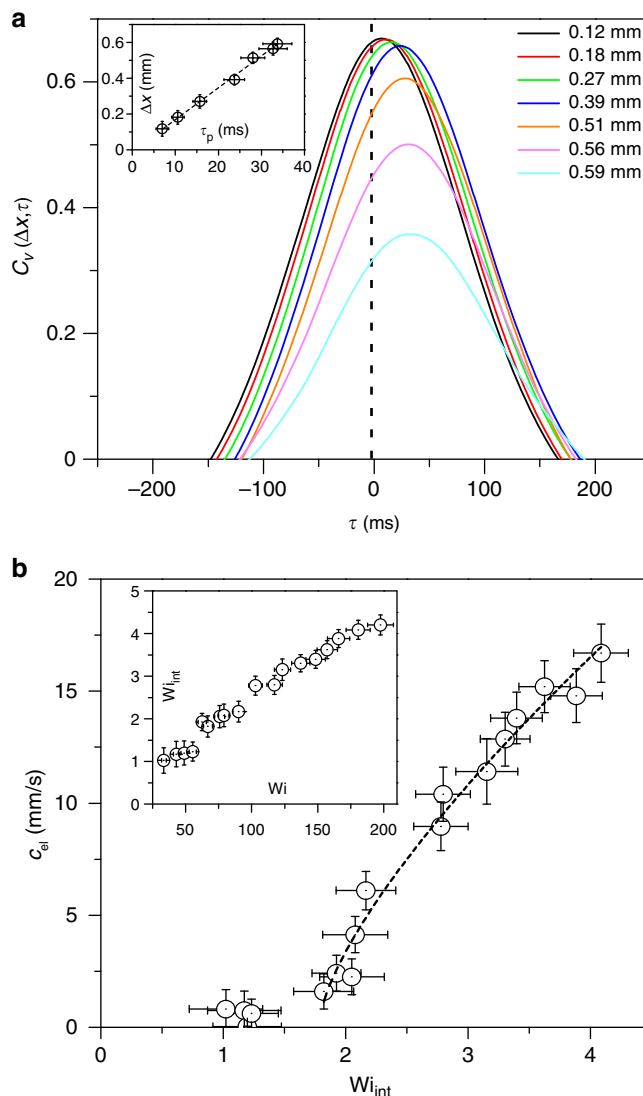 a
0.6
0.4
0.2
0
Δx (mm)
τp (ms)
0 10 20 30 40
0.12 mm
0.18 mm
0.27 mm
0.39 mm
0.51 mm
0.56 mm
0.59 mm
0.6
0.4
0.2
0
Cv (Δx,τ)
−200 −100 0 100 200
τ (ms)
b
20
15
10
5
0
cel (mm/s)
5
4
3
2
1
0
Wiint
Wi
50 100 150 200
0 1 2 3 4
Wiint